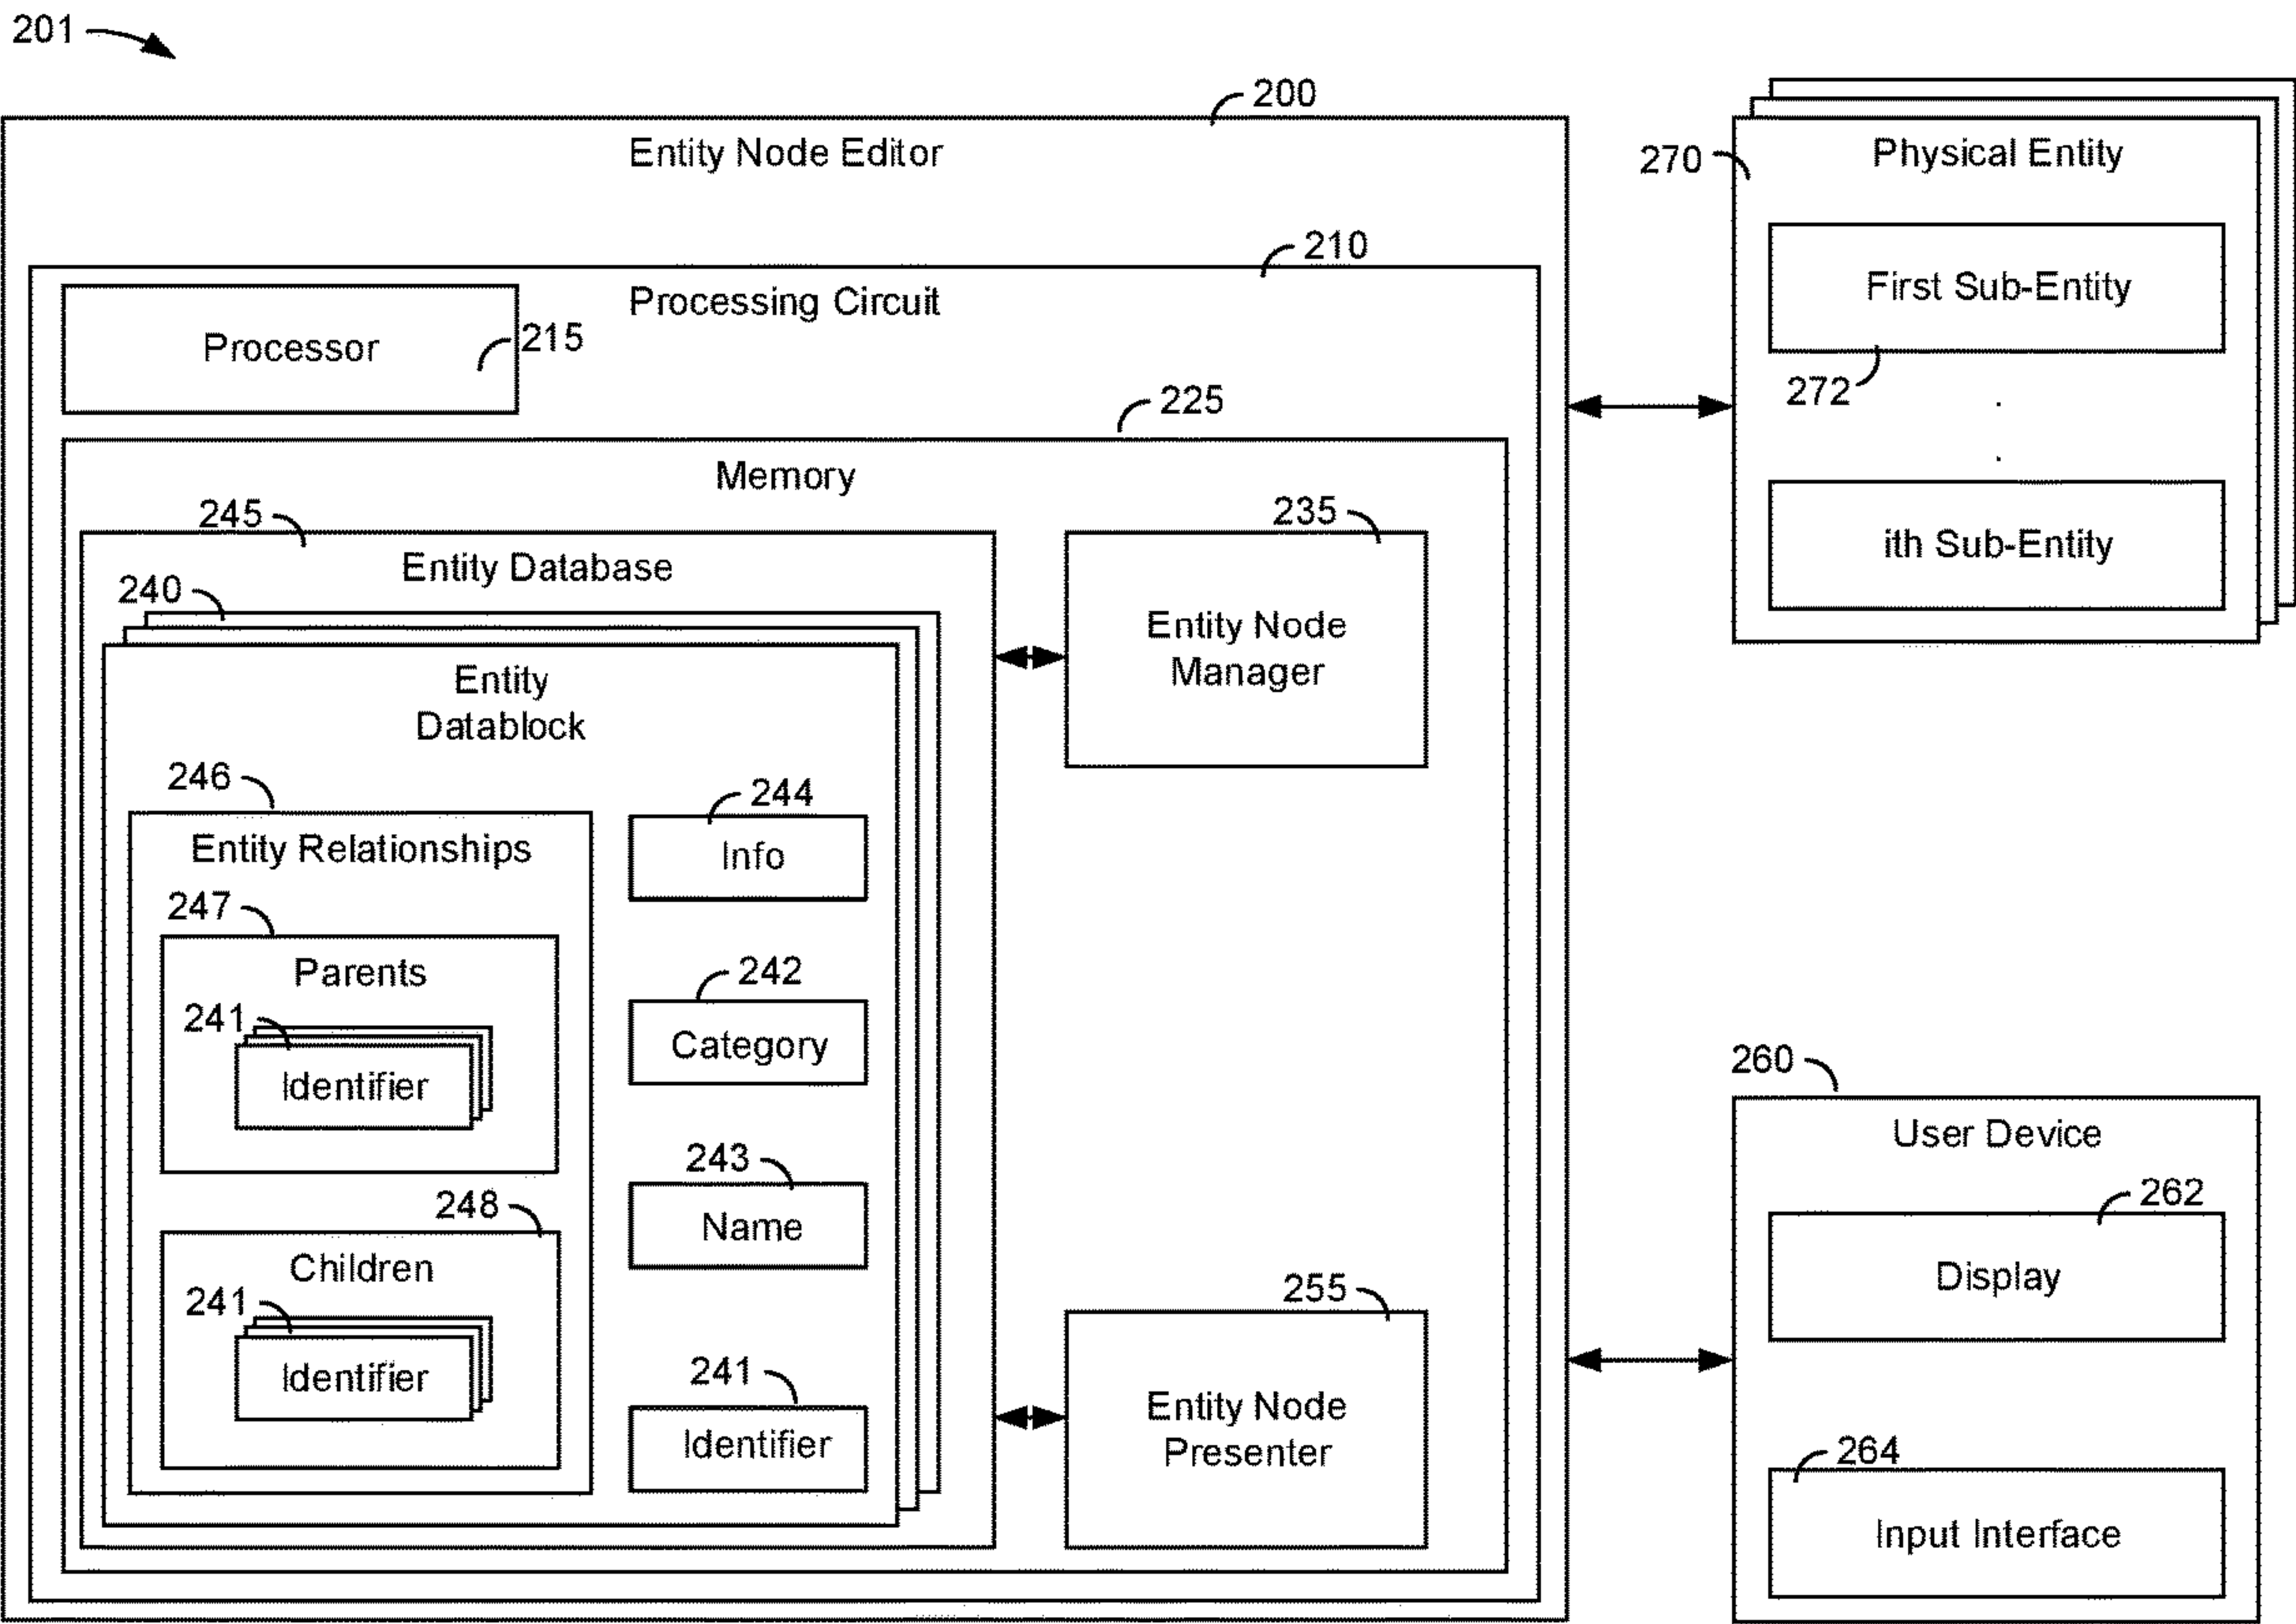 201
200
Entity Node Editor
210
Processing Circuit
Processor
215
225
Memory
245
Entity Database
240
Entity
Datablock
246
Entity Relationships
247
Parents
241
Identifier
248
Children
241
Identifier
244
Info
242
Category
243
Name
241
Identifier
235
Entity Node
Manager
255
Entity Node
Presenter
270
Physical Entity
First Sub-Entity
272
.
.
ith Sub-Entity
260
User Device
262
Display
264
Input Interface